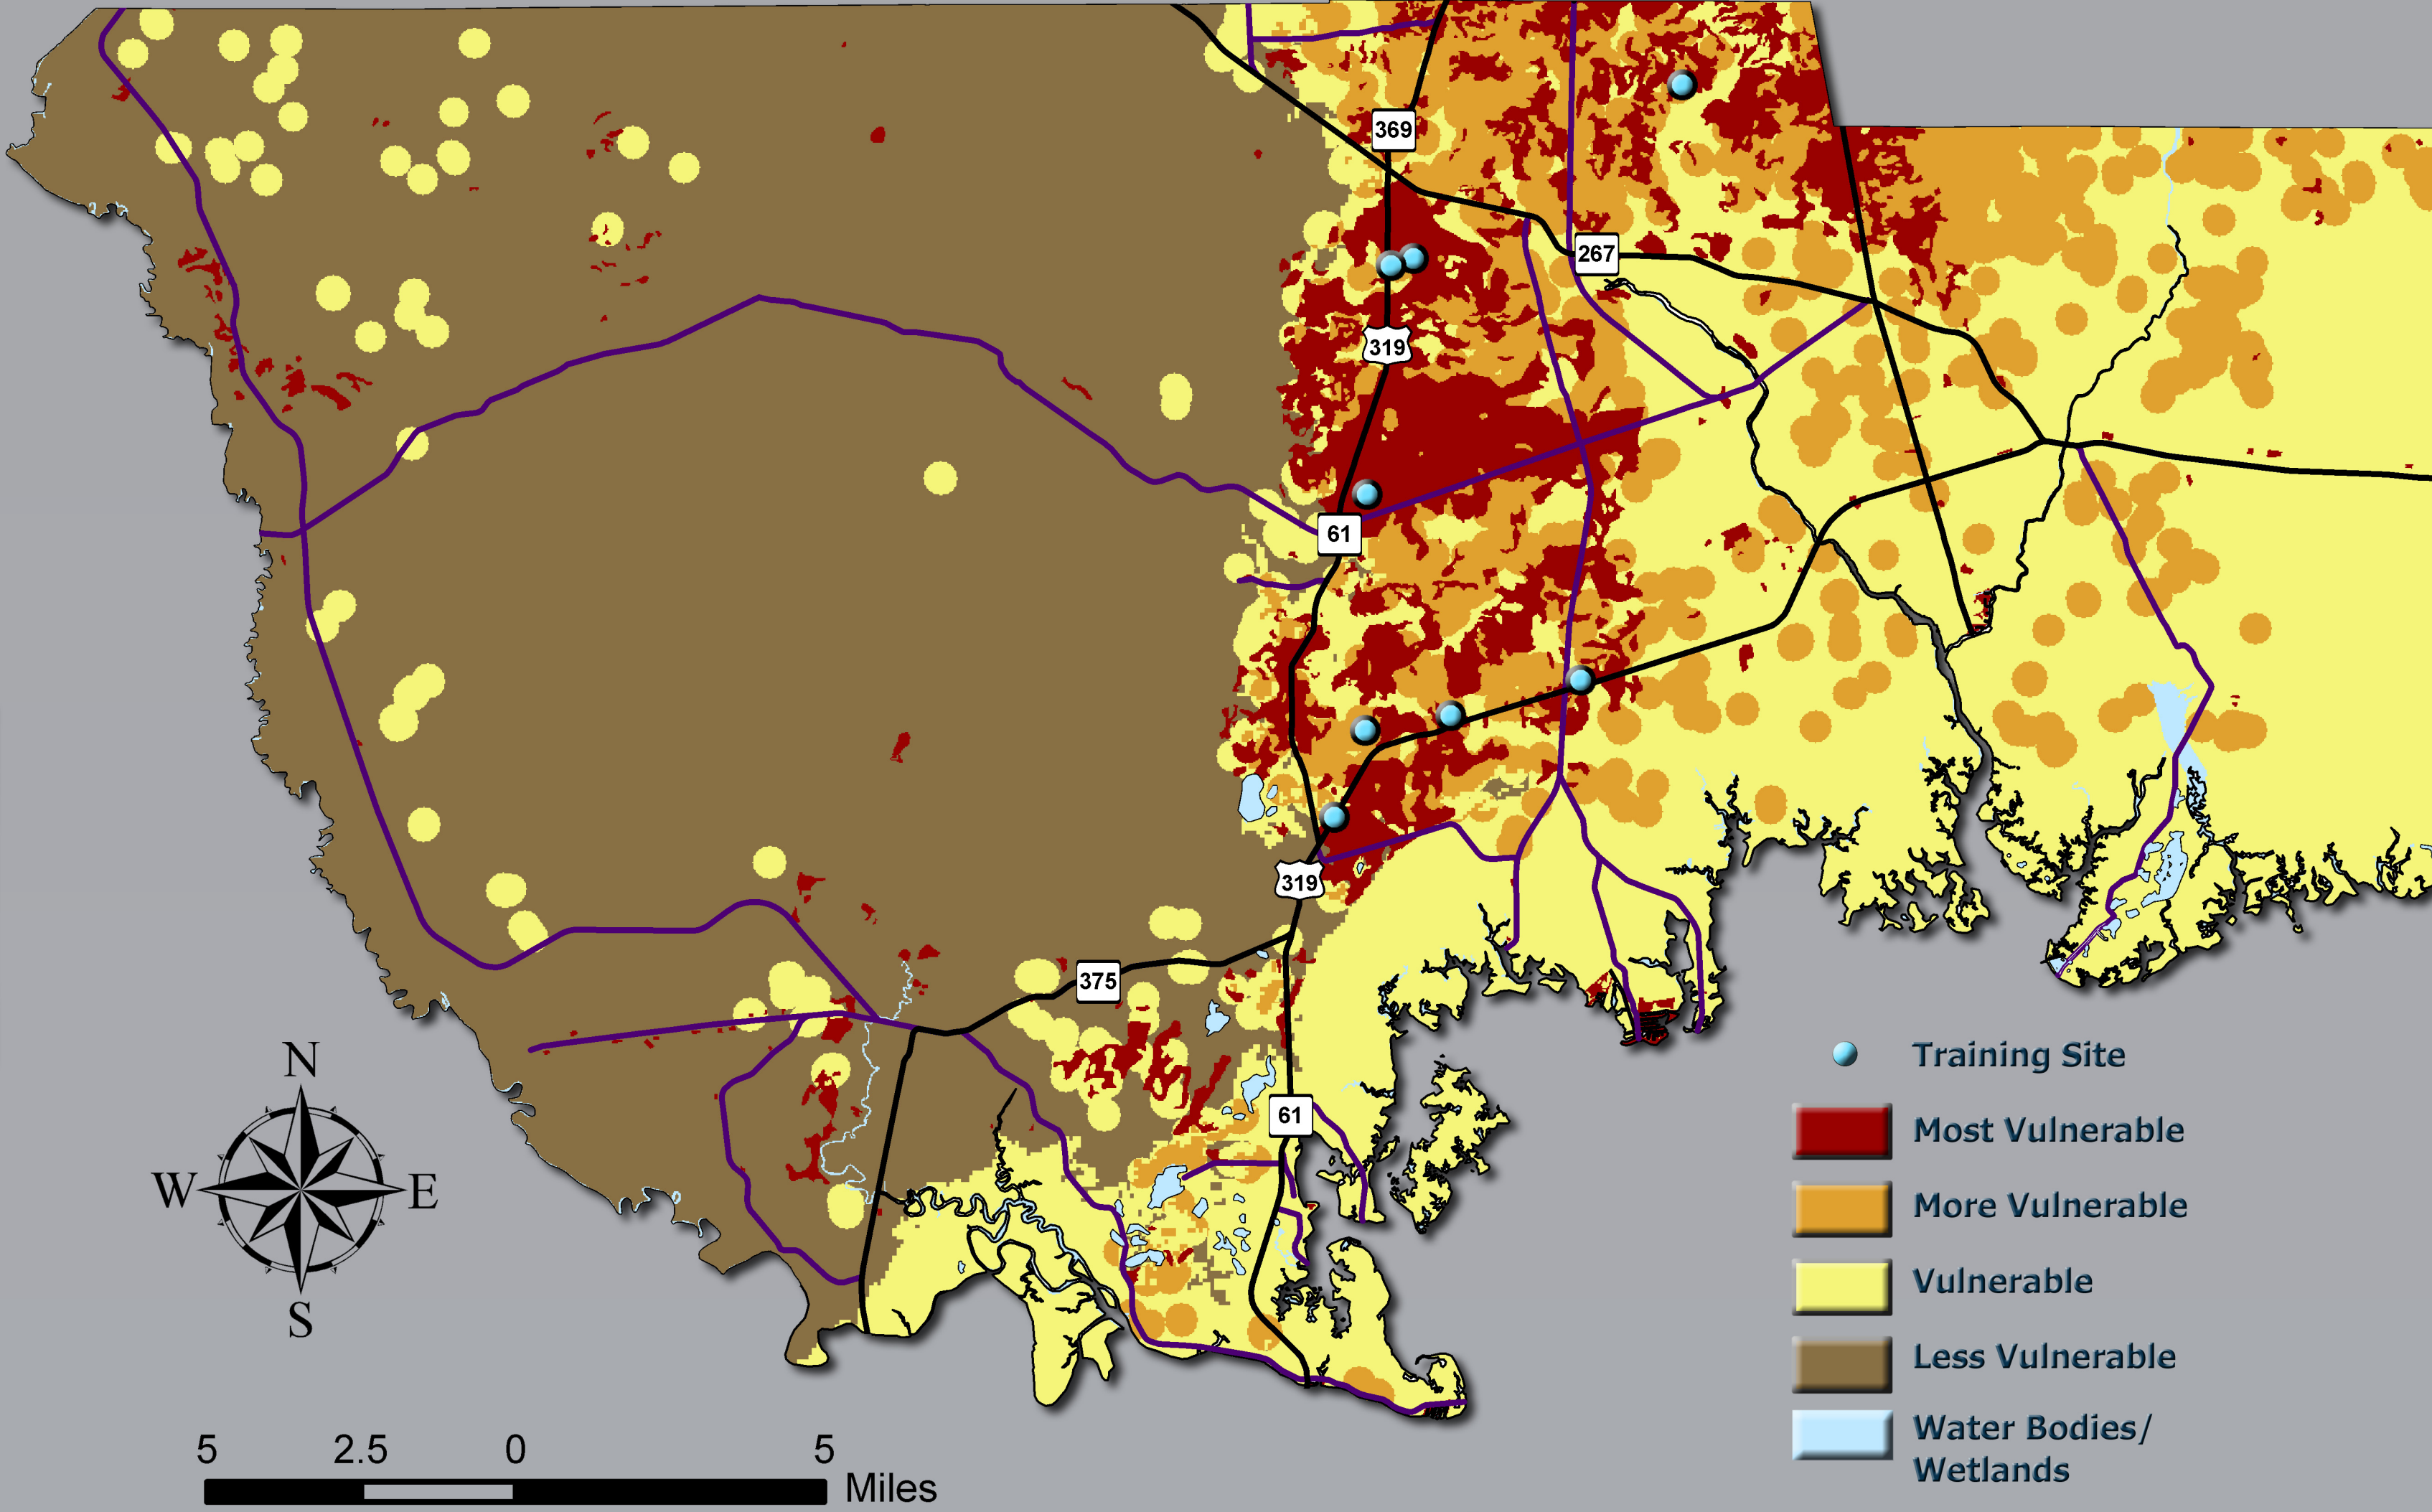 369
267
319
61
319
375
61
N
W E
S
Training Site
Most Vulnerable
More Vulnerable
Vulnerable
Less Vulnerable
Water Bodies/
Wetlands
5 2.5 0 5
Miles